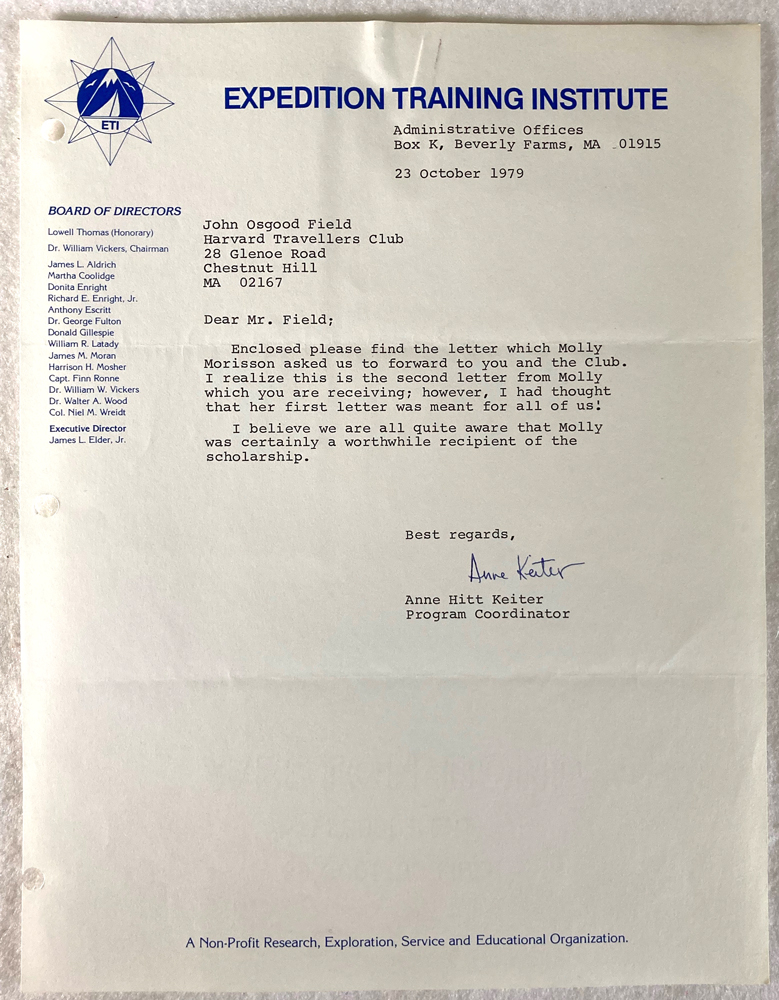 ETI
EXPEDITION TRAINING INSTITUTE
Administrative Offices
Box K, Beverly Farms, MA 01915
23 October 1979
BOARD OF DIRECTORS
Lowell Thomas (Honorary)
Dr. William Vickers, Chairman
James L. Aldrich
Martha Coolidge
Donita Enright
Richard E. Enright, Jr.
Anthony Escritt
Dr. George Fulton
Donald Gillespie
William R. Latady
James M. Moran
Harrison H. Mosher
Capt. Finn Ronne
Dr. William W. Vickers
Dr. Walter A. Wood
Col. Niel M. Wreidt
Executive Director
James L. Elder, Jr.
John Osgood Field
Harvard Travellers Club
28 Glenoe Road
Chestnut Hill
MA 02167
Dear Mr. Field;
Enclosed please find the letter which Molly
Morisson asked us to forward to you and the Club.
I realize this is the second letter from Molly
which you are receiving; however, I had thought
that her first letter was meant for all of us!
I believe we are all quite aware that Molly
was certainly a worthwhile recipient of the
scholarship.
Best regards,
Anne Keiter
Anne Hitt Keiter
Program Coordinator
A Non-Profit Research, Exploration, Service and Educational Organization.